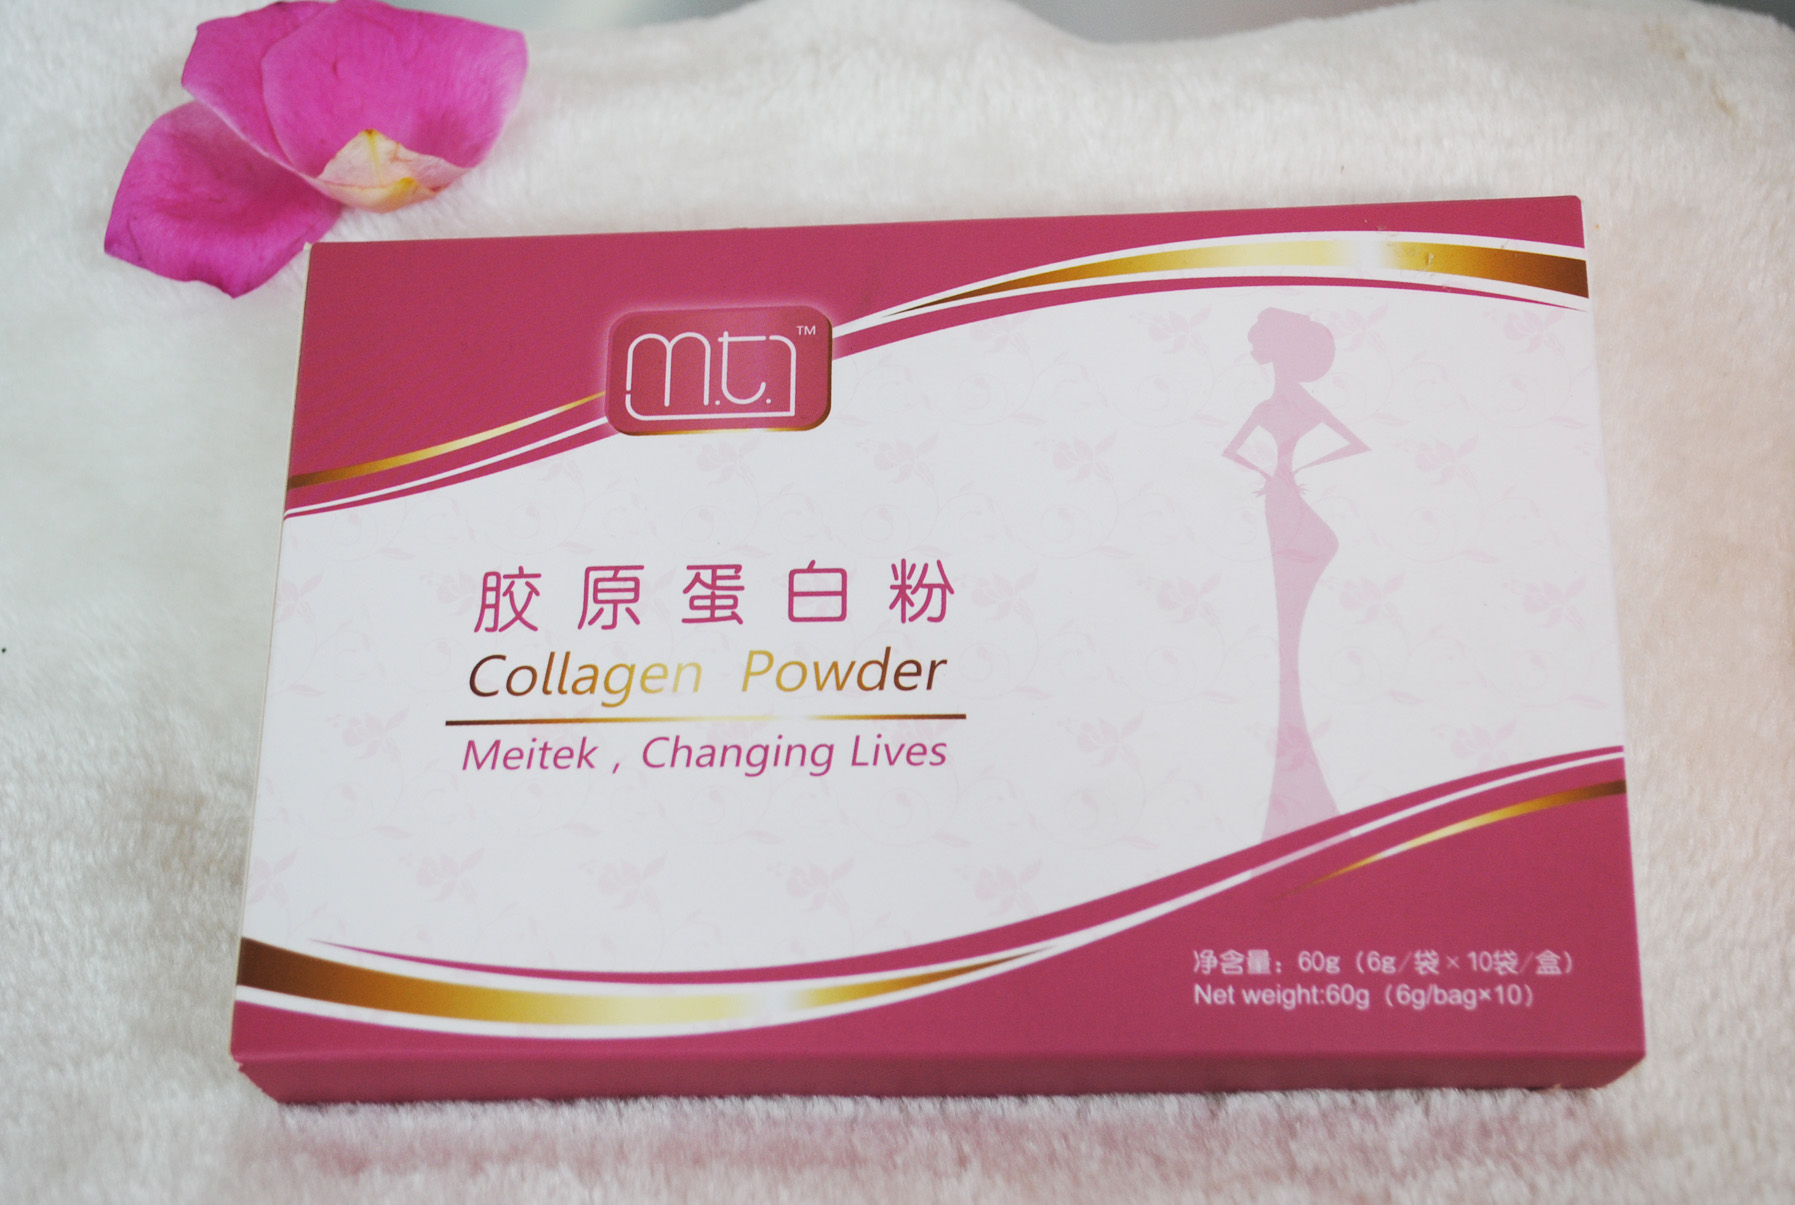 m.t. ™
胶原蛋白粉
Collagen Powder
Meitek , Changing Lives
净含量：60g（6g/袋×10袋/盒）
Net weight:60g（6g/bag×10）